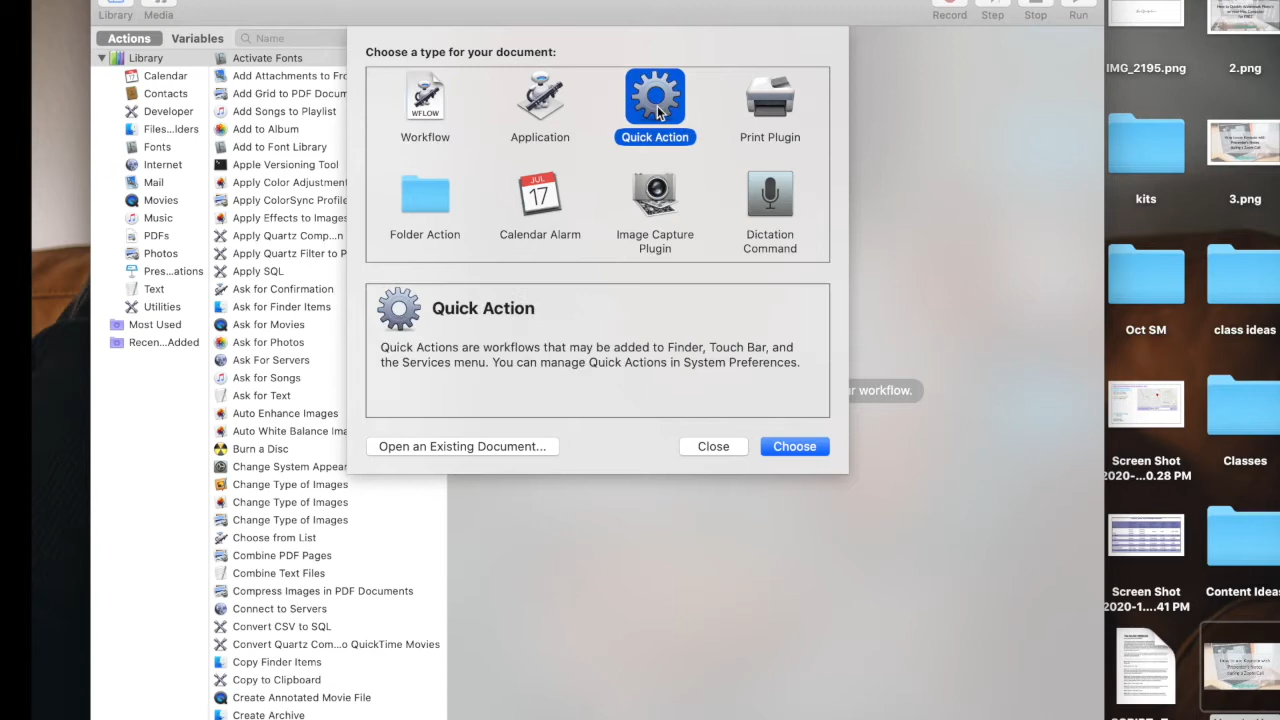 Library Media Record Step Stop Run
Actions Variables Name
Choose a type for your document:
WFLOW
Workflow
Quick Action
Print Plugin
JUL
17
Folder Action
Calendar Alarm
Image Capture
Plugin
Dictation
Command
Quick Action
Quick Actions are workflows that may be added to Finder, Touch Bar, and
the Services menu. You can manage Quick Actions in System Preferences.
Open an Existing Document...
Close
Choose
r workflow.
Library
Calendar
Contacts
Developer
Files...lders
Fonts
Internet
Mail
Movies
Music
PDFs
Photos
Pres...ations
Text
Utilities
Most Used
Recen...Added
Activate Fonts
Add Attachments to Fro
Add Grid to PDF Docum
Add Songs to Playlist
Add to Album
Add to Font Library
Apply Versioning Tool
Apply Color Adjustment
Apply ColorSync Profile
Apply Effects to Images
Apply Quartz Comp...n
Apply Quartz Filter to P
Apply SQL
Ask for Confirmation
Ask for Finder Items
Ask for Movies
Ask for Photos
Ask For Servers
Ask for Songs
Ask for Text
Auto Enhance Images
Auto White Balance Ima
Burn a Disc
Change System Appear
Change Type of Images
Change Type of Images
Change Type of Images
Choose from List
Combine PDF Pages
Combine Text Files
Compress Images in PDF Documents
Connect to Servers
Convert CSV to SQL
Convert Quartz Com...n QuickTime Movies
Copy Finder Items
Copy to Clipboard
Create Annotated Movie File
Create Archive
IMG_2195.png
2.png
kits
3.png
Oct SM
class ideas
Screen Shot
2020-...0.28 PM
Classes
Screen Shot
2020-1....41 PM
Content Ideas